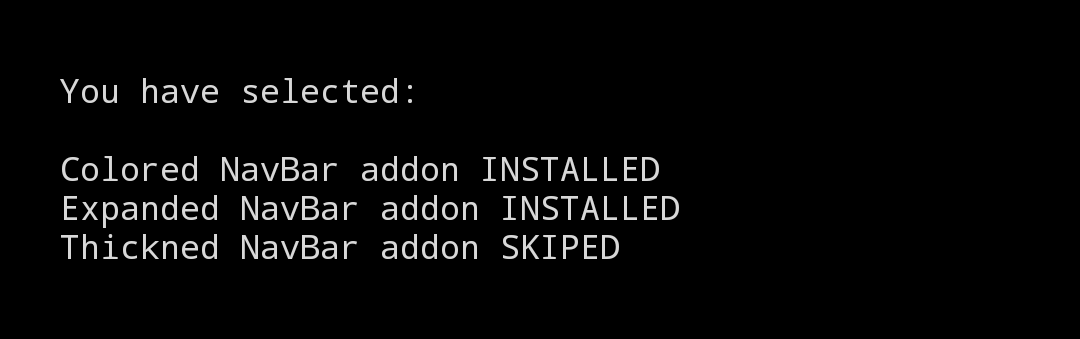 You have selected:
Colored NavBar addon INSTALLED
Expanded NavBar addon INSTALLED
Thickned NavBar addon SKIPED